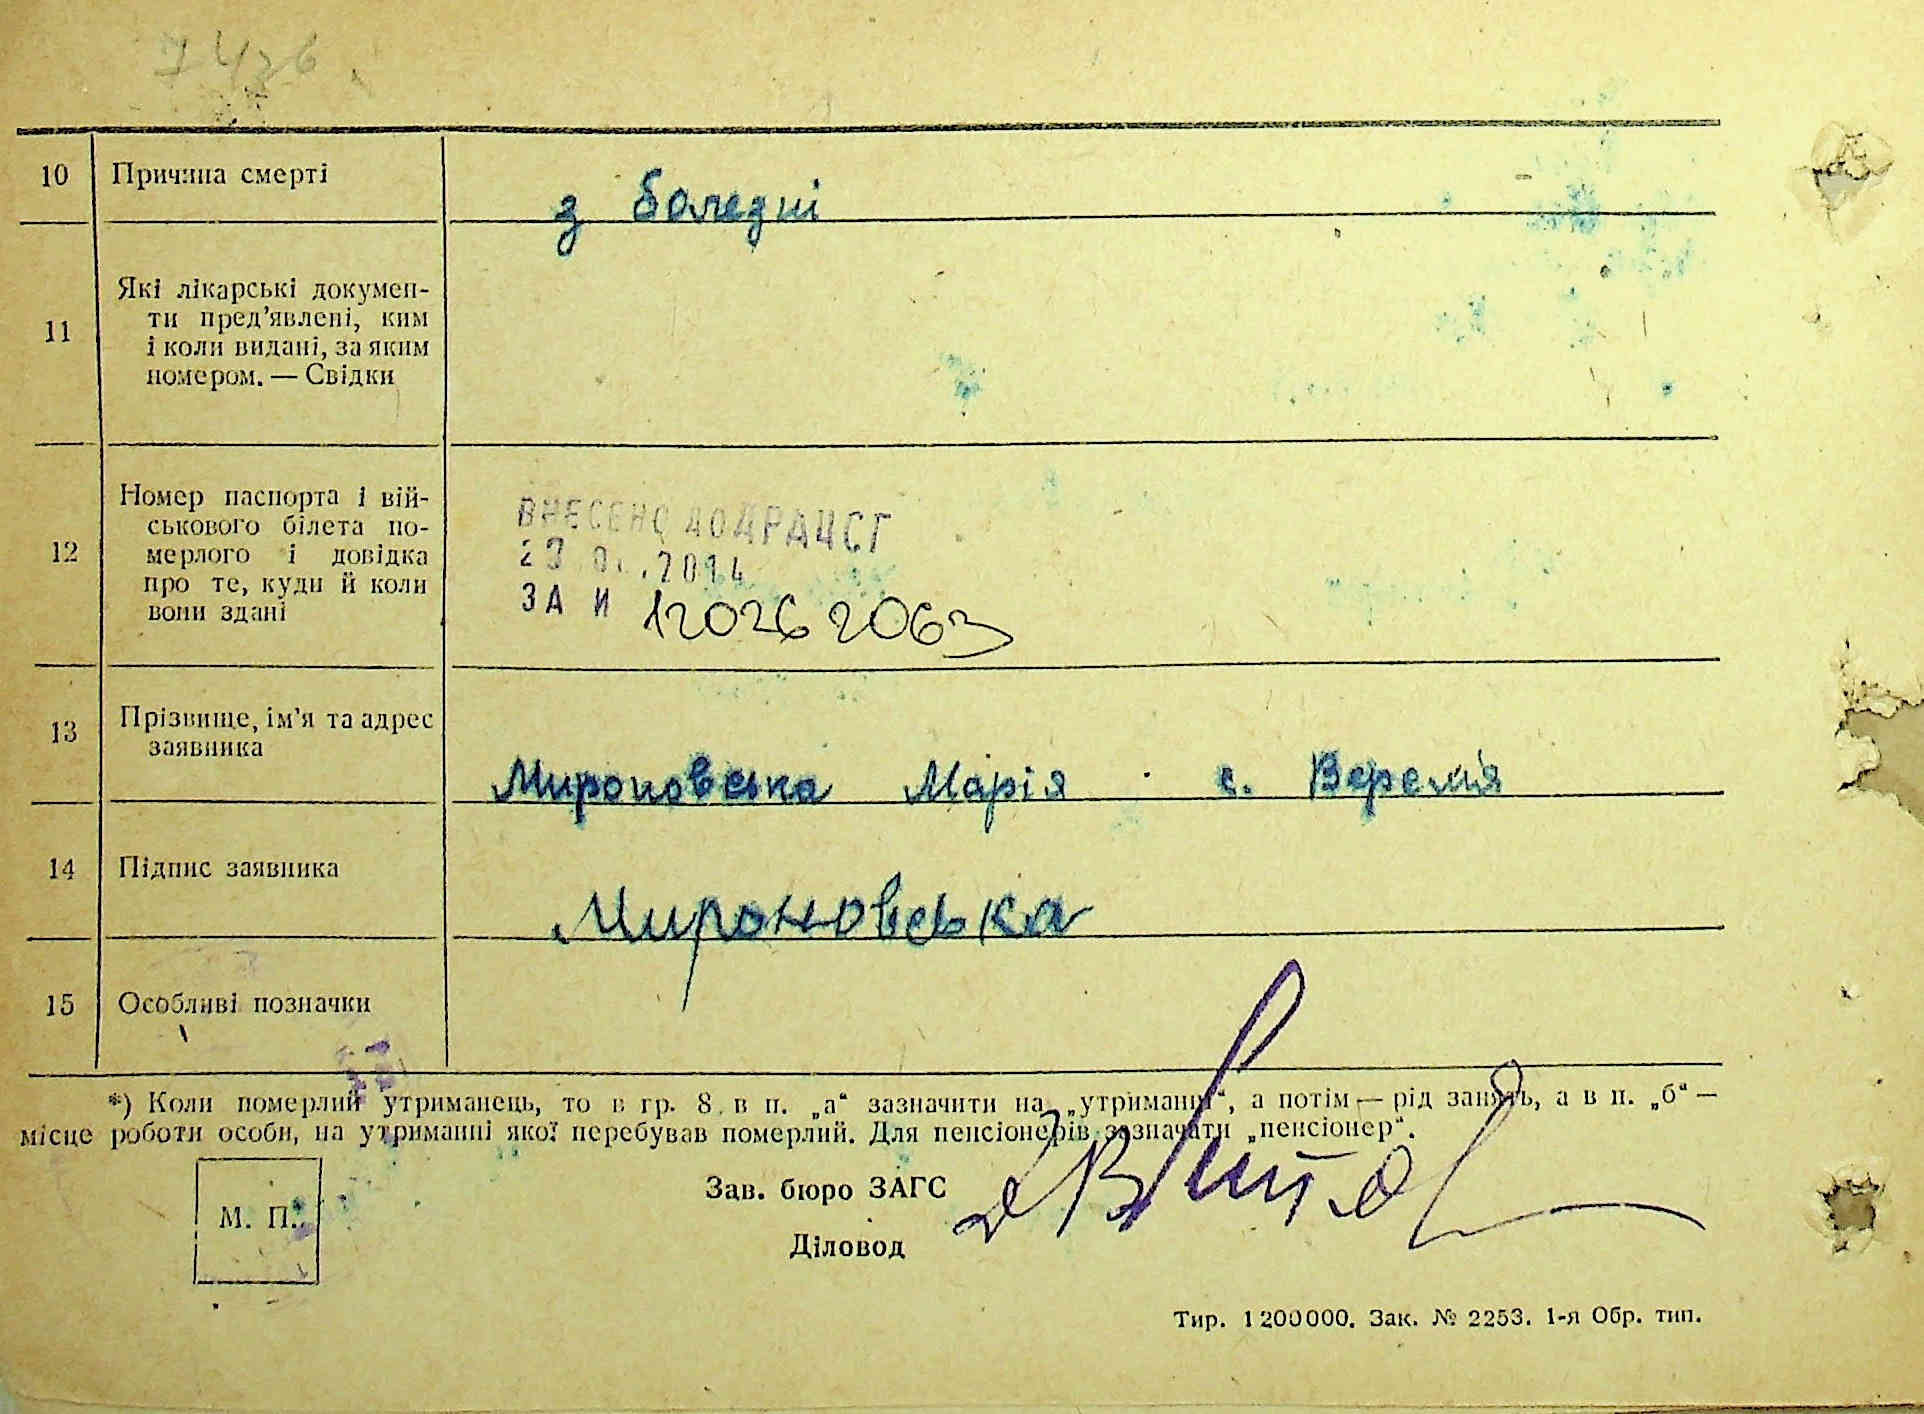 7426
10 Причина смерті зболезні
11 Які лікарські докумен-
ти пред'явлені, ким
і коли видані, за яким
номером. — Свідки
12 Номер паспорта і вій-
ськового білета по-
мерлого і довідка
про те, куди й коли
вони здані
ВНЕСЕНО ДО ДРАЦСГ
.2014
ЗА И 12026 2063
13 Прізвище, ім'я та адрес
заявника
Мироновська Марія с. Верем'я
14 Підпис заявника
Мироновська
15 Особливі позначки
*) Коли померлий утриманець, то в гр. 8 в п. „а“ зазначити на „утриманні“, а потім — рід занять, а в п. „б“ —
місце роботи особи, на утриманні якої перебував померлий. Для пенсіонерів зазначати „пенсіонер“.
М. П.
Зав. бюро ЗАГС
Діловод
Тир. 1200000. Зак. № 2253. 1-я Обр. тип.